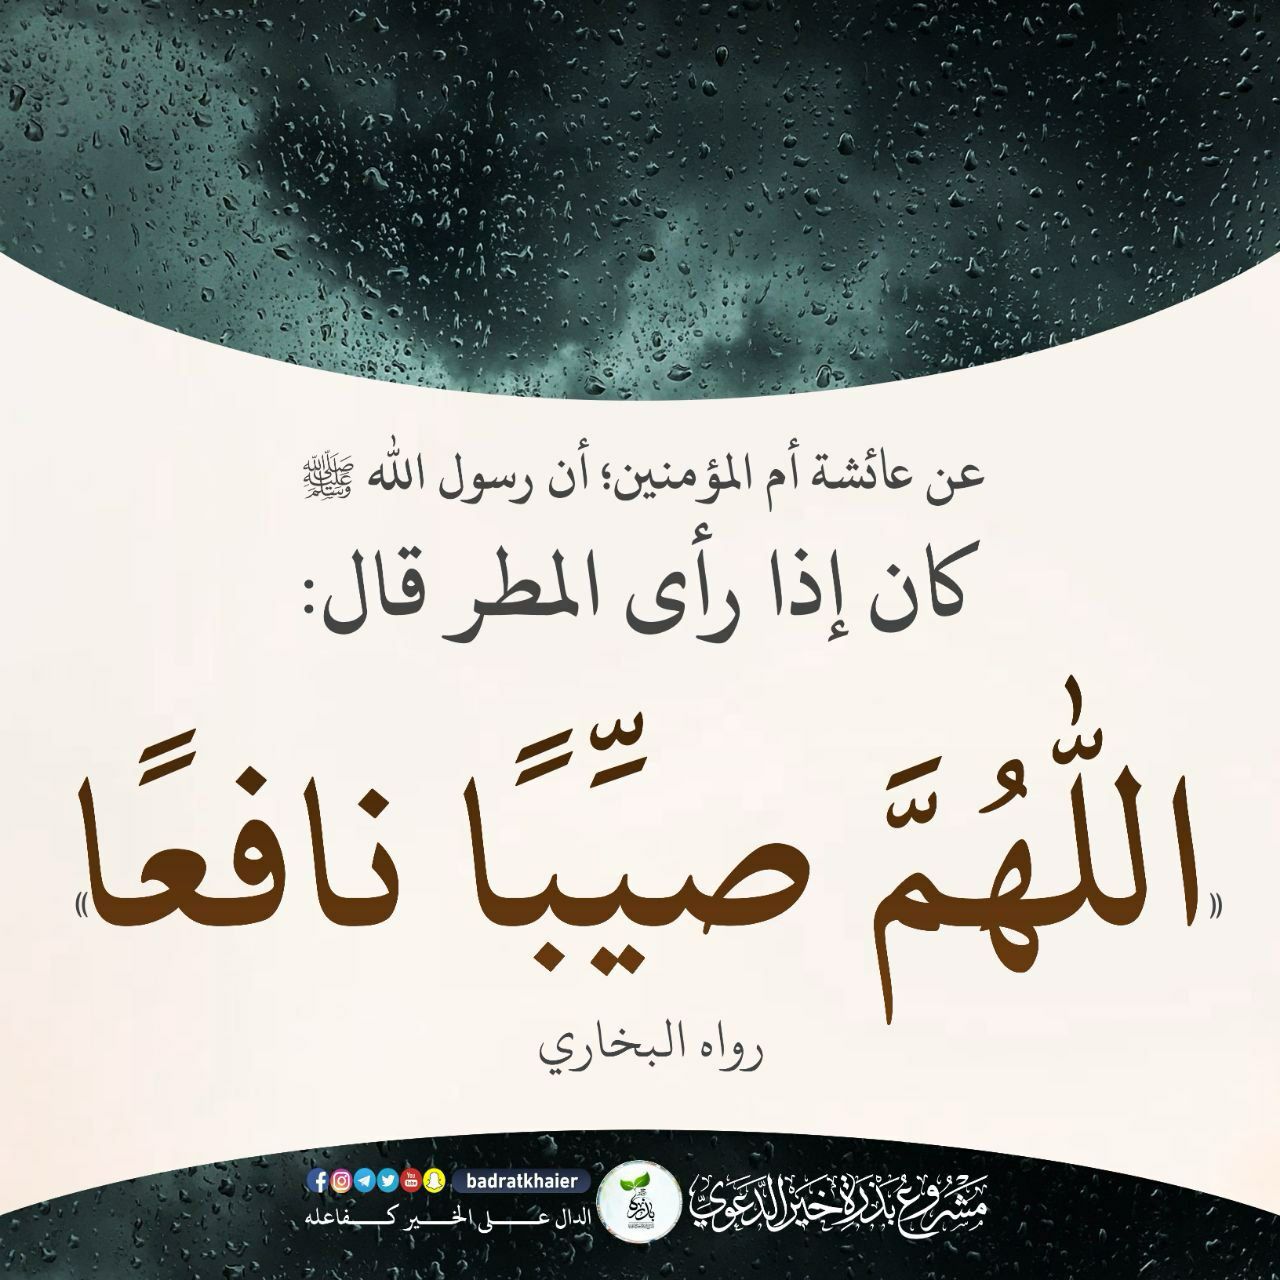 عن عائشة أم المؤمنين؛ أن رسول الله ﷺ
كان إذا رأى المطر قال:
«اللّٰهُمَّ صيِّبًا نافعًا»
رواه البخاري
مشروع بذرة خير الدعوي
badratkhaier
الدال على الخير كفاعله